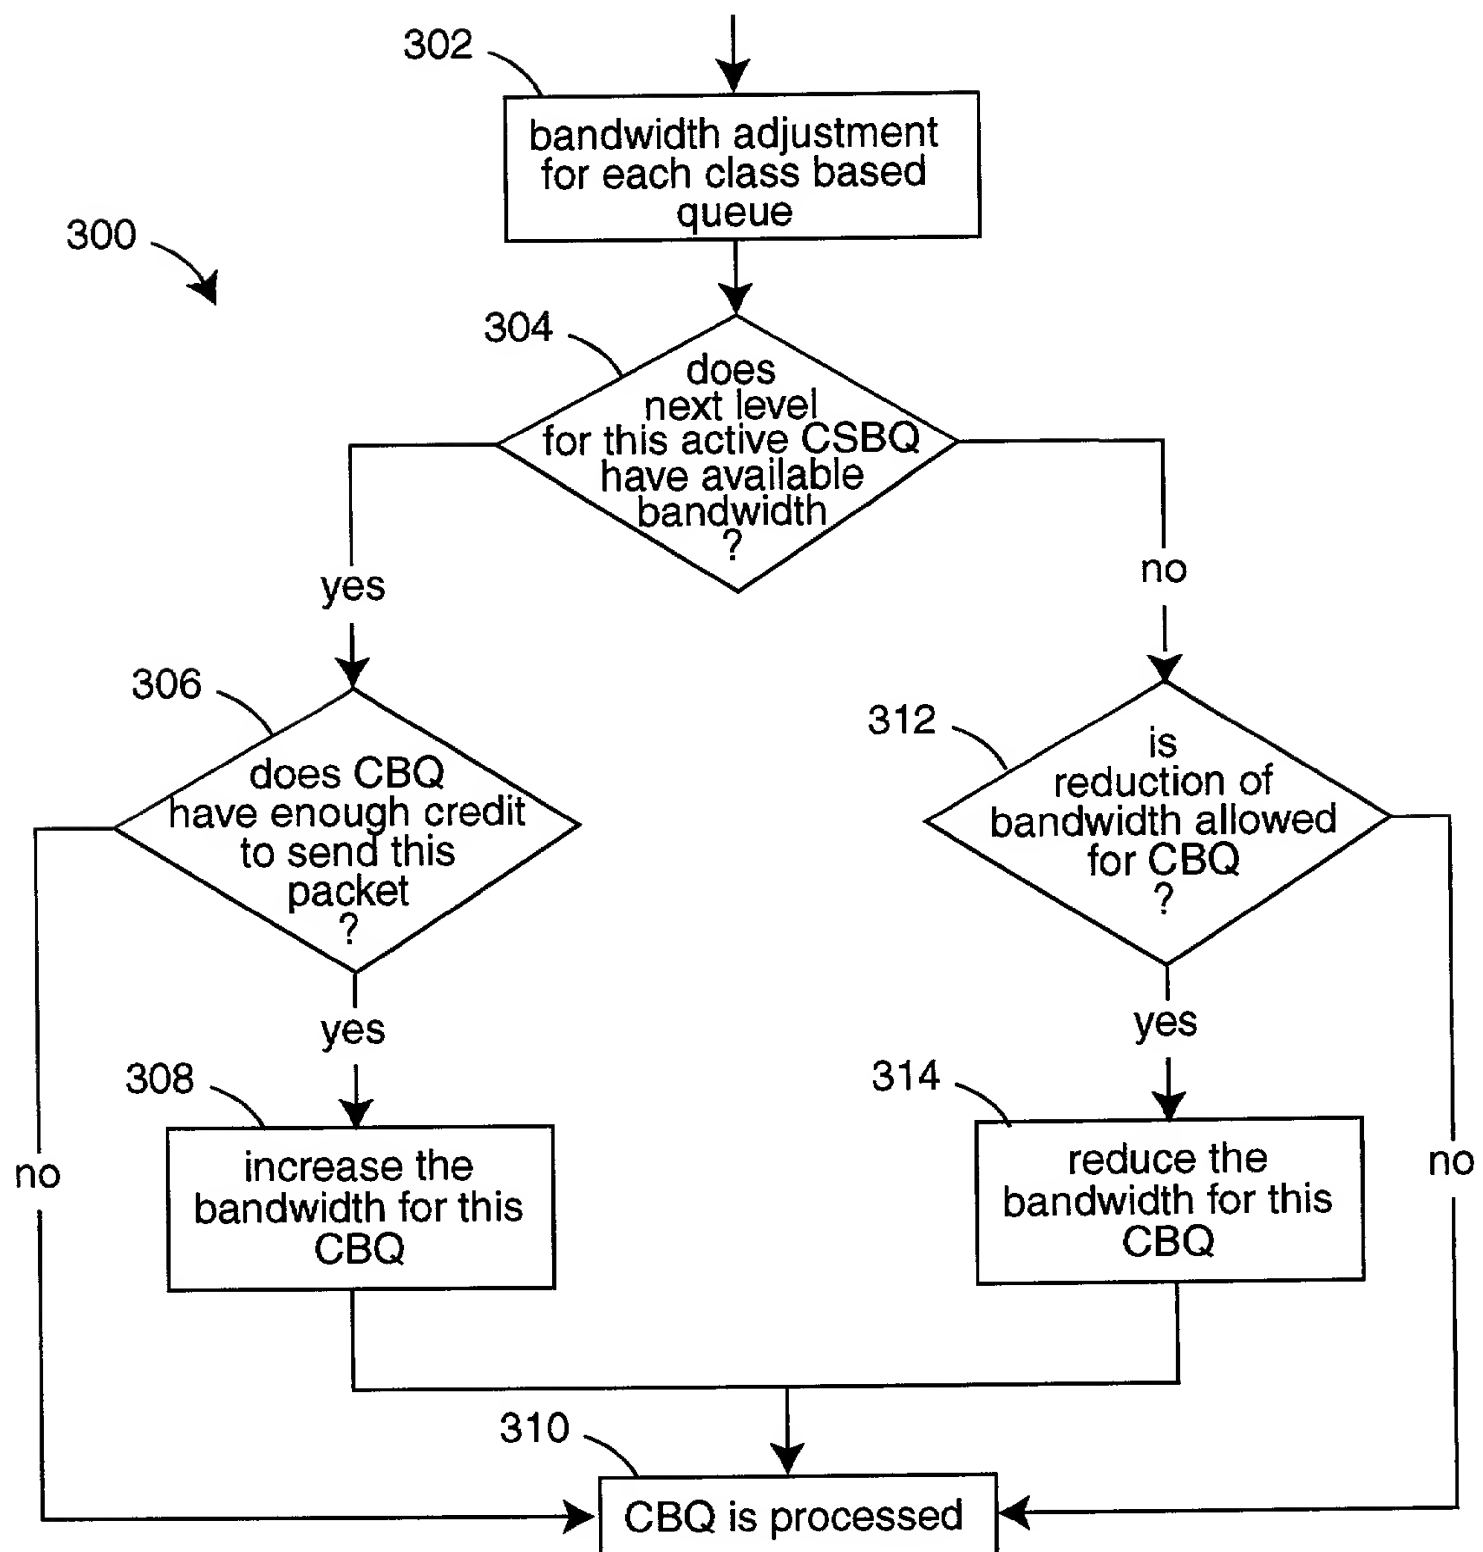 302
bandwidth adjustment
for each class based
queue
300
304
does
next level
for this active CSBQ
have available
bandwidth
?
yes
no
306
does CBQ
have enough credit
to send this
packet
?
312
is
reduction of
bandwidth allowed
for CBQ
?
yes
yes
308
increase the
bandwidth for this
CBQ
314
reduce the
bandwidth for this
CBQ
no
no
310
CBQ is processed